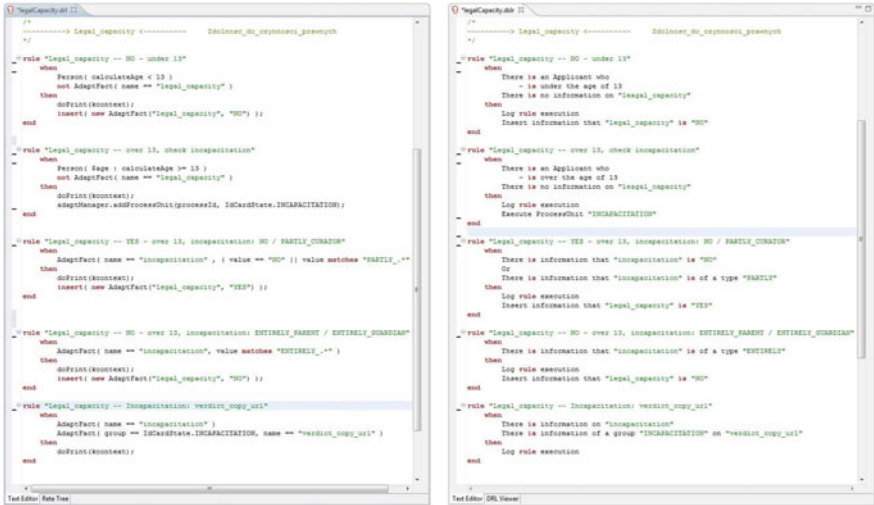 *legalCapacity.drl
/*
----------> Legal_capacity <---------- Zdolnosc_do_czynnosci_prawnych
*/
rule "Legal_capacity -- NO - under 13"
when
Person( calculateAge < 13 )
not AdaptFact( name == "legal_capacity" )
then
doPrint(kcontext);
insert( new AdaptFact("legal_capacity", "NO") );
end
rule "Legal_capacity -- over 13, check incapacitation"
when
Person( $age : calculateAge >= 13 )
not AdaptFact( name == "legal_capacity" )
then
doPrint(kcontext);
adaptManager.addProcessUnit(processId, IdCardState.INCAPACITATION);
end
rule "Legal_capacity -- YES - over 13, incapacitation: NO / PARTLY_CURATOR"
when
AdaptFact( name == "incapacitation" , ( value == "NO" || value matches "PARTLY_.*"
then
doPrint(kcontext);
insert( new AdaptFact("legal_capacity", "YES") );
end
rule "Legal_capacity -- NO - over 13, incapacitation: ENTIRELY_PARENT / ENTIRELY_GUARDIAN"
when
AdaptFact( name == "incapacitation", value matches "ENTIRELY_.*" )
then
doPrint(kcontext);
insert( new AdaptFact("legal_capacity", "NO") );
end
rule "Legal_capacity -- Incapacitation: verdict_copy_url"
when
AdaptFact( name == "incapacitation" )
AdaptFact( group == IdCardState.INCAPACITATION, name == "verdict_copy_url" )
then
doPrint(kcontext);
end
Text Editor Rete Tree
*legalCapacity.dslr
/*
----------> Legal_capacity <---------- Zdolnosc_do_czynnosci_prawnych
*/
rule "Legal_capacity -- NO - under 13"
when
There is an Applicant who
- is under the age of 13
There is no information on "leagal_capacity"
then
Log rule execution
Insert information that "legal_capacity" is "NO"
end
rule "Legal_capacity -- over 13, check incapacitation"
when
There is an Applicant who
- is over the age of 13
There is no information on "leagal_capacity"
then
Log rule execution
Execute ProcessUnit "INCAPACITATION"
end
rule "Legal_capacity -- YES - over 13, incapacitation: NO / PARTLY_CURATOR"
when
There is information that "incapacitation" is "NO"
Or
There is information that "incapacitation" is of a type "PARTLY"
then
Log rule execution
Insert information that "legal_capacity" is "YES"
end
rule "Legal_capacity -- NO - over 13, incapacitation: ENTIRELY_PARENT / ENTIRELY_GUARDIAN"
when
There is information that "incapacitation" is of a type "ENTIRELY"
then
Log rule execution
Insert information that "legal_capacity" is "NO"
end
rule "Legal_capacity -- Incapacitation: verdict_copy_url"
when
There is information on "incapacitation"
There is information of a group "INCAPACITATION" on "verdict_copy_url"
then
Log rule execution
end
Text Editor DRL Viewer